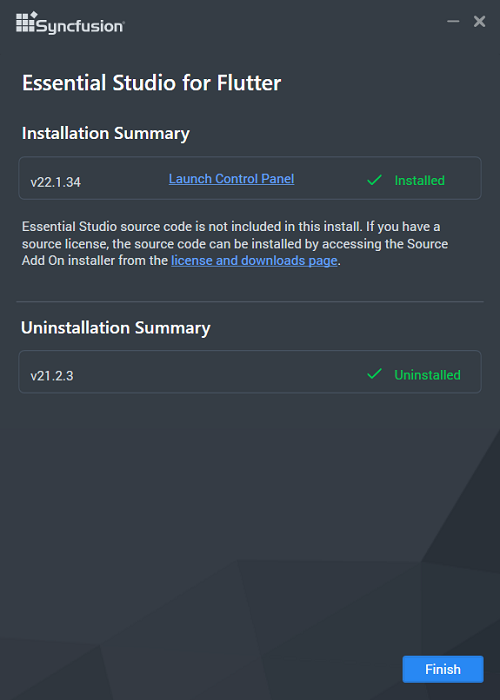 Syncfusion
Essential Studio for Flutter
Installation Summary
v22.1.34 Launch Control Panel Installed
Essential Studio source code is not included in this install. If you have a
source license, the source code can be installed by accessing the Source
Add On installer from the license and downloads page.
Uninstallation Summary
v21.2.3 Uninstalled
Finish